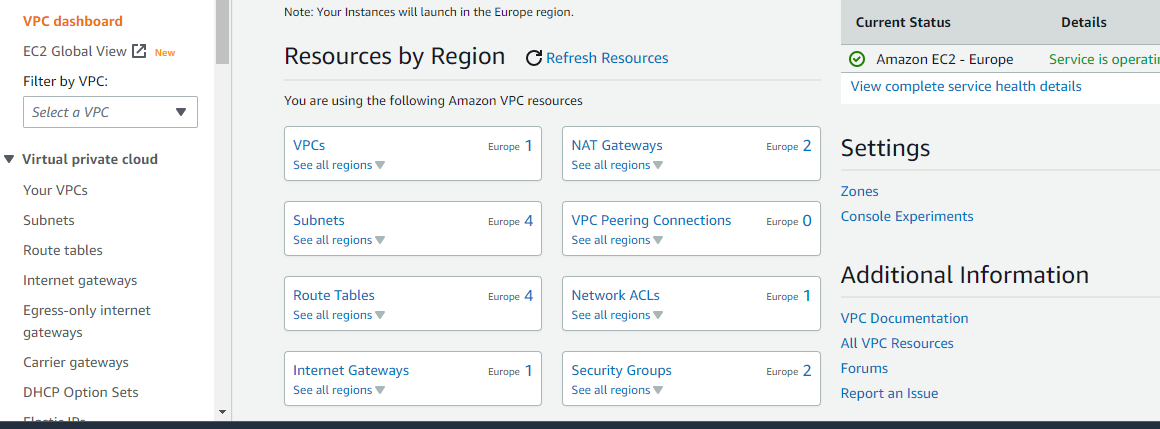 VPC dashboard
EC2 Global View New
Filter by VPC:
Select a VPC
Virtual private cloud
Your VPCs
Subnets
Route tables
Internet gateways
Egress-only internet
gateways
Carrier gateways
DHCP Option Sets
Elastic IPs
Note: Your Instances will launch in the Europe region.
Resources by Region Refresh Resources
You are using the following Amazon VPC resources
VPCs Europe 1
See all regions
NAT Gateways Europe 2
See all regions
Subnets Europe 4
See all regions
VPC Peering Connections Europe 0
See all regions
Route Tables Europe 4
See all regions
Network ACLs Europe 1
See all regions
Internet Gateways Europe 1
See all regions
Security Groups Europe 2
See all regions
Current Status Details
Amazon EC2 - Europe Service is operati
View complete service health details
Settings
Zones
Console Experiments
Additional Information
VPC Documentation
All VPC Resources
Forums
Report an Issue